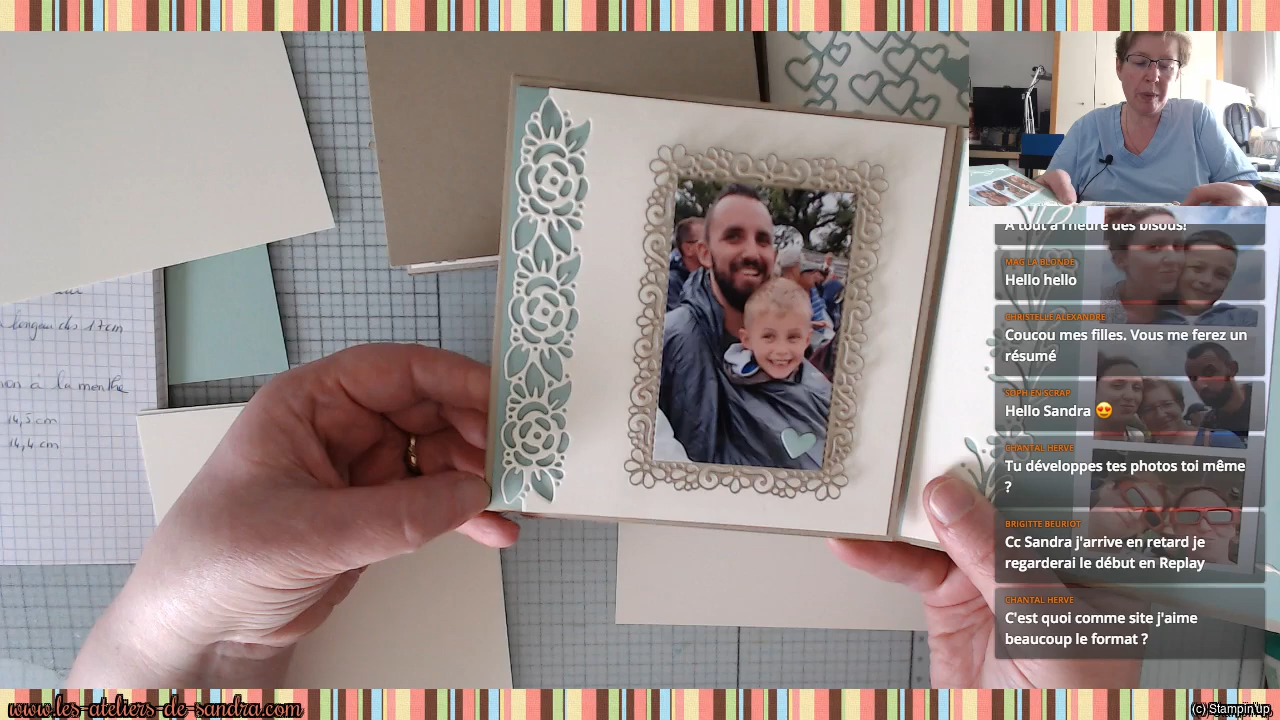 longeur des 17cm
à la menthe
14,5 cm
14,4 cm
A tout à l'heure des bisous!
MAG LA BLONDE
Hello hello
CHRISTELLE ALEXANDRE
Coucou mes filles. Vous me ferez un
résumé
SOPH EN SCRAP
Hello Sandra 😍
CHANTAL HERVE
Tu développes tes photos toi même
?
BRIGITTE BEURIOT
Cc Sandra j'arrive en retard je
regarderai le début en Replay
CHANTAL HERVE
C'est quoi comme site j'aime
beaucoup le format ?
www.les-ateliers-de-sandra.com
(c) Stampin'up